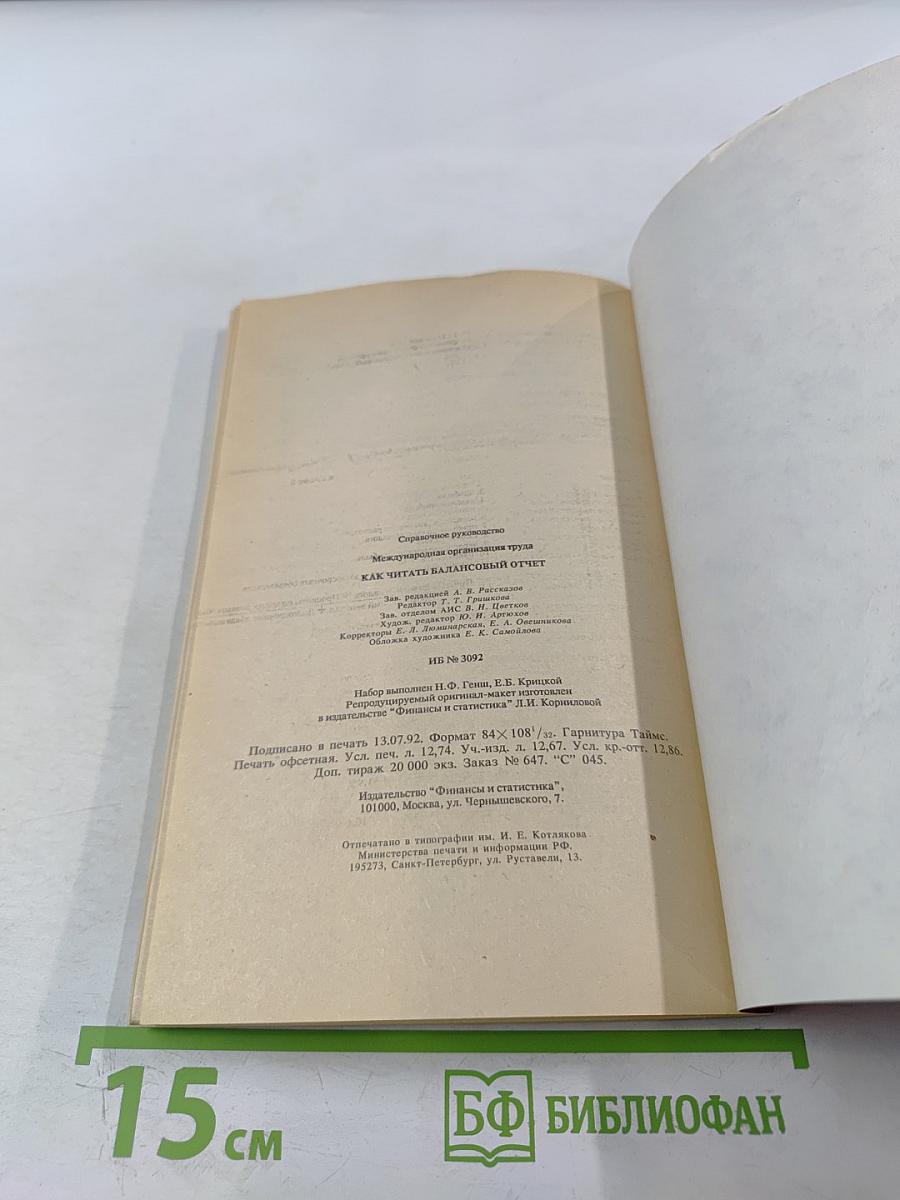 Справочное руководство
Международная организация труда
КАК ЧИТАТЬ БАЛАНСОВЫЙ ОТЧЕТ
Зав. редакцией А. В. Рассказов
Редактор Т. Т. Гришкова
Зав. отделом АИС В. Н. Цветков
Худож. редактор Ю. И. Артюхов
Корректоры Е. Л. Люминарская, Е. А. Овешникова
Обложка художника Е. К. Самойлова
ИБ № 3092
Набор выполнен Н.Ф. Генш, Е.Б. Крицкой
Репродуцируемый оригинал-макет изготовлен
в издательстве "Финансы и статистика" Л.И. Корниловой
Подписано в печать 13.07.92. Формат 84×108 1/32. Гарнитура Таймс.
Печать офсетная. Усл. печ. л. 12,74. Уч.-изд. л. 12,67. Усл. кр.-отт. 12,86.
Доп. тираж 20 000 экз. Заказ № 647. "С" 045.
Издательство "Финансы и статистика",
101000, Москва, ул. Чернышевского, 7.
Отпечатано в типографии им. И. Е. Котлякова
Министерства печати и информации РФ.
195273, Санкт-Петербург, ул. Руставели, 13.
15 см
БФ БИБЛИОФАН